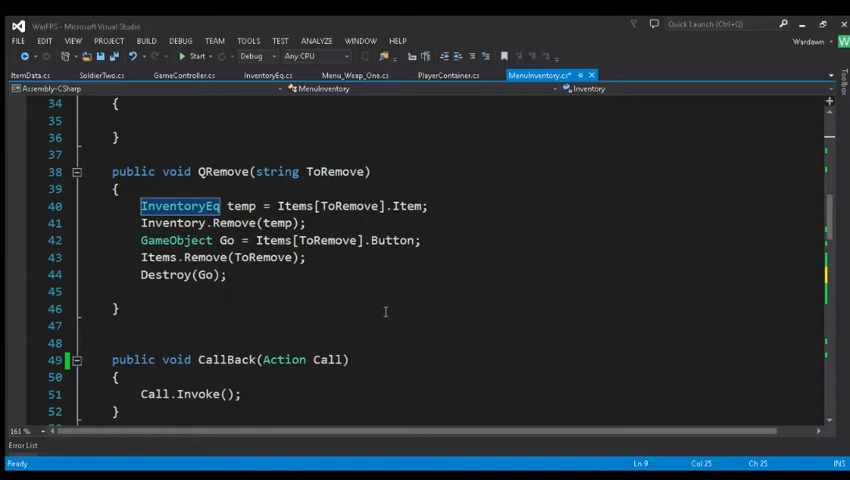 WarFPS - Microsoft Visual Studio
Quick Launch (Ctrl+Q)
FILE EDIT VIEW PROJECT BUILD DEBUG TEAM TOOLS TEST ANALYZE WINDOW HELP
Wardawn W
Start Debug Any CPU
ItemData.cs SoldierTwo.cs GameController.cs InventoryEq.cs Menu_Weap_One.cs PlayerContainer.cs MenuInventory.cs*
Toolbox
Assembly-CSharp MenuInventory Inventory
34 {
35
36 }
37
38 public void QRemove(string ToRemove)
39 {
40 InventoryEq temp = Items[ToRemove].Item;
41 Inventory.Remove(temp);
42 GameObject Go = Items[ToRemove].Button;
43 Items.Remove(ToRemove);
44 Destroy(Go);
45
46 }
47
48
49 public void CallBack(Action Call)
50 {
51 Call.Invoke();
52 }
161 %
Error List
Ready Ln 9 Col 25 Ch 25 INS